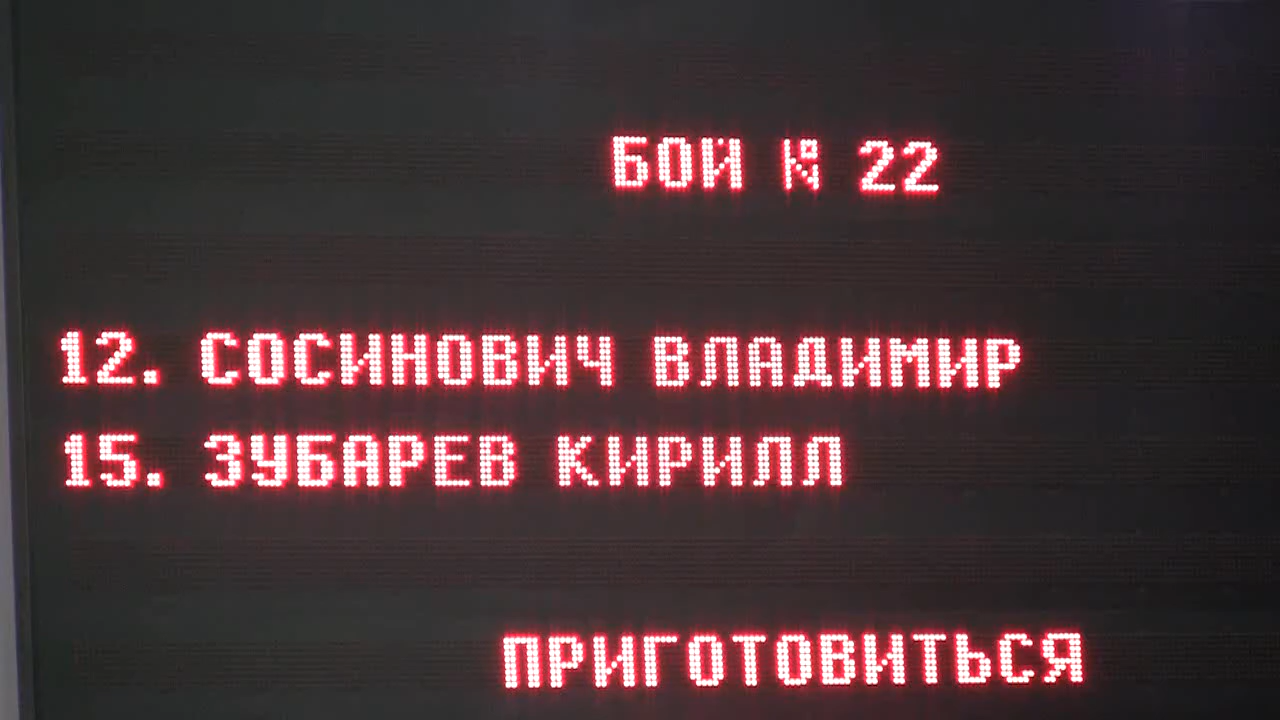 БОЙ № 22
12. СОСИНОВИЧ ВЛАДИМИР
15. ЗУБАРЕВ КИРИЛЛ
ПРИГОТОВИТЬСЯ